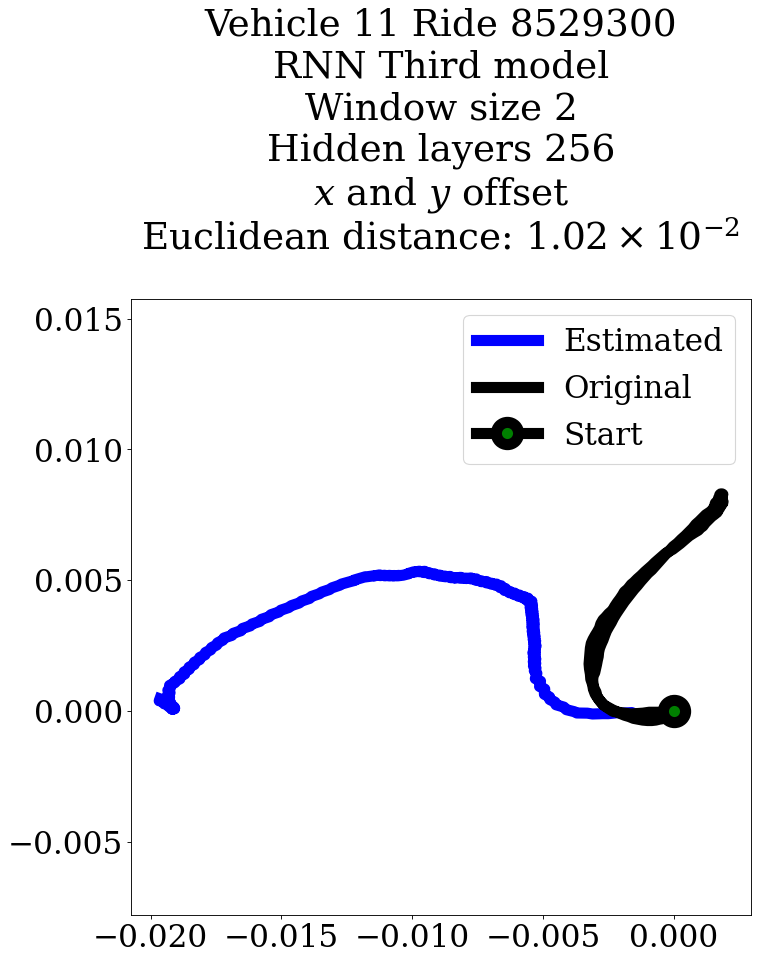 Vehicle 11 Ride 8529300
RNN Third model
Window size 2
Hidden layers 256
x and y offset
Euclidean distance: 1.02 × 10⁻²
0.015
0.010
0.005
0.000
−0.005
Estimated
Original
Start
−0.020 −0.015 −0.010 −0.005 0.000